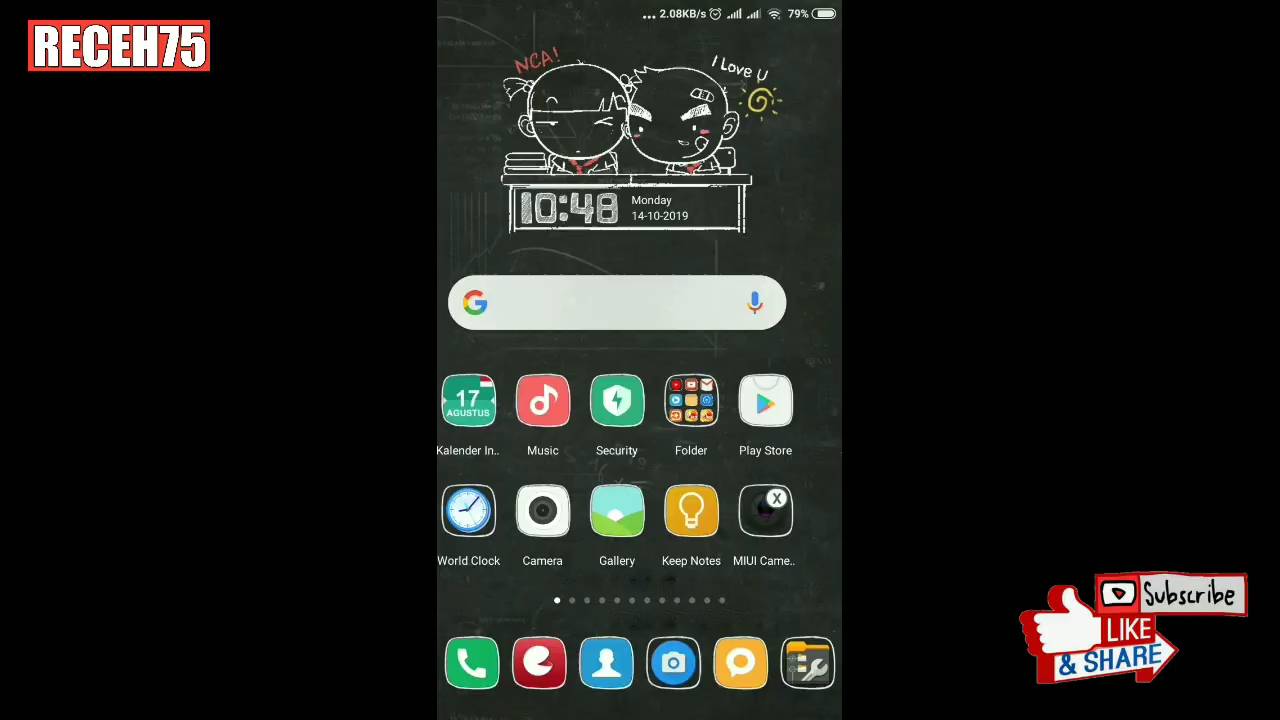 RECEH75
2.08KB/s 79%
NCA!
I Love U
10:48
Monday
14-10-2019
17
AGUSTUS
Kalender In..
Music
Security
Folder
Play Store
X
World Clock
Camera
Gallery
Keep Notes
MIUI Came..
Subscribe
LIKE
& SHARE